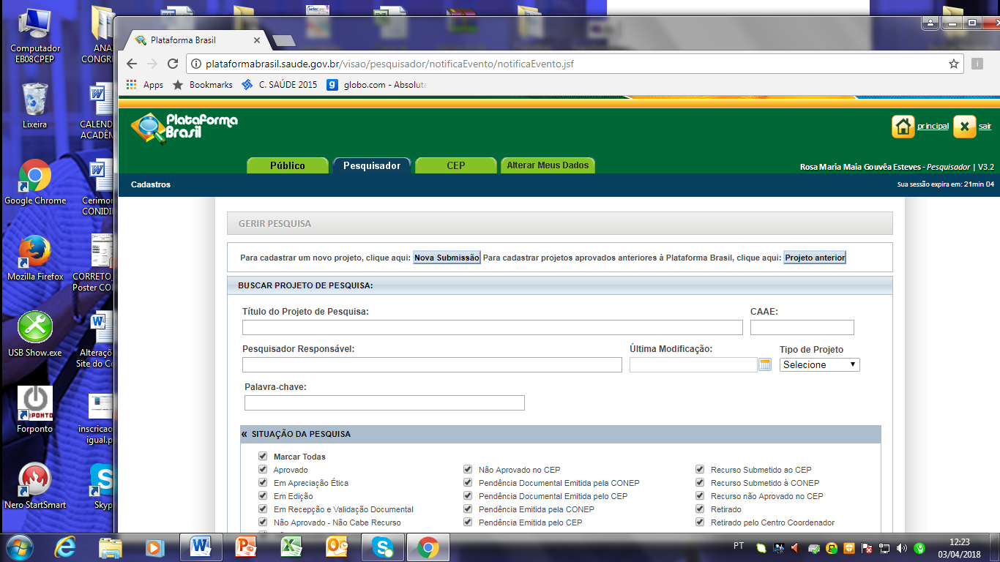 Computador
EB08CPEP
Lixeira
Google Chrome
Mozilla Firefox
USB Show.exe
Forponto
Nero StartSmart
ANA
CONGR
CALEND
ACADÊM
Cerimor
CONIDI
CORRETO_
Poster CO
Alteraçõ
Site do Co
inscricao
igual.p
Skyp
Plataforma Brasil
plataformabrasil.saude.gov.br/visao/pesquisador/notificaEvento/notificaEvento.jsf
Apps Bookmarks C. SAÚDE 2015 globo.com - Absoluta
Plataforma
Brasil
principal sair
Público Pesquisador CEP Alterar Meus Dados
Rosa Maria Maia Gouvêa Esteves - Pesquisador | V3.2
Cadastros
Sua sessão expira em: 21min 04
GERIR PESQUISA
Para cadastrar um novo projeto, clique aqui: Nova Submissão Para cadastrar projetos aprovados anteriores à Plataforma Brasil, clique aqui: Projeto anterior
BUSCAR PROJETO DE PESQUISA:
Título do Projeto de Pesquisa: CAAE:
Pesquisador Responsável: Última Modificação: Tipo de Projeto
Selecione
Palavra-chave:
« SITUAÇÃO DA PESQUISA
Marcar Todas
Aprovado Não Aprovado no CEP Recurso Submetido ao CEP
Em Apreciação Ética Pendência Documental Emitida pela CONEP Recurso Submetido à CONEP
Em Edição Pendência Documental Emitida pelo CEP Recurso não Aprovado no CEP
Em Recepção e Validação Documental Pendência Emitida pela CONEP Retirado
Não Aprovado - Não Cabe Recurso Pendência Emitida pelo CEP Retirado pelo Centro Coordenador
PT
12:23
03/04/2018